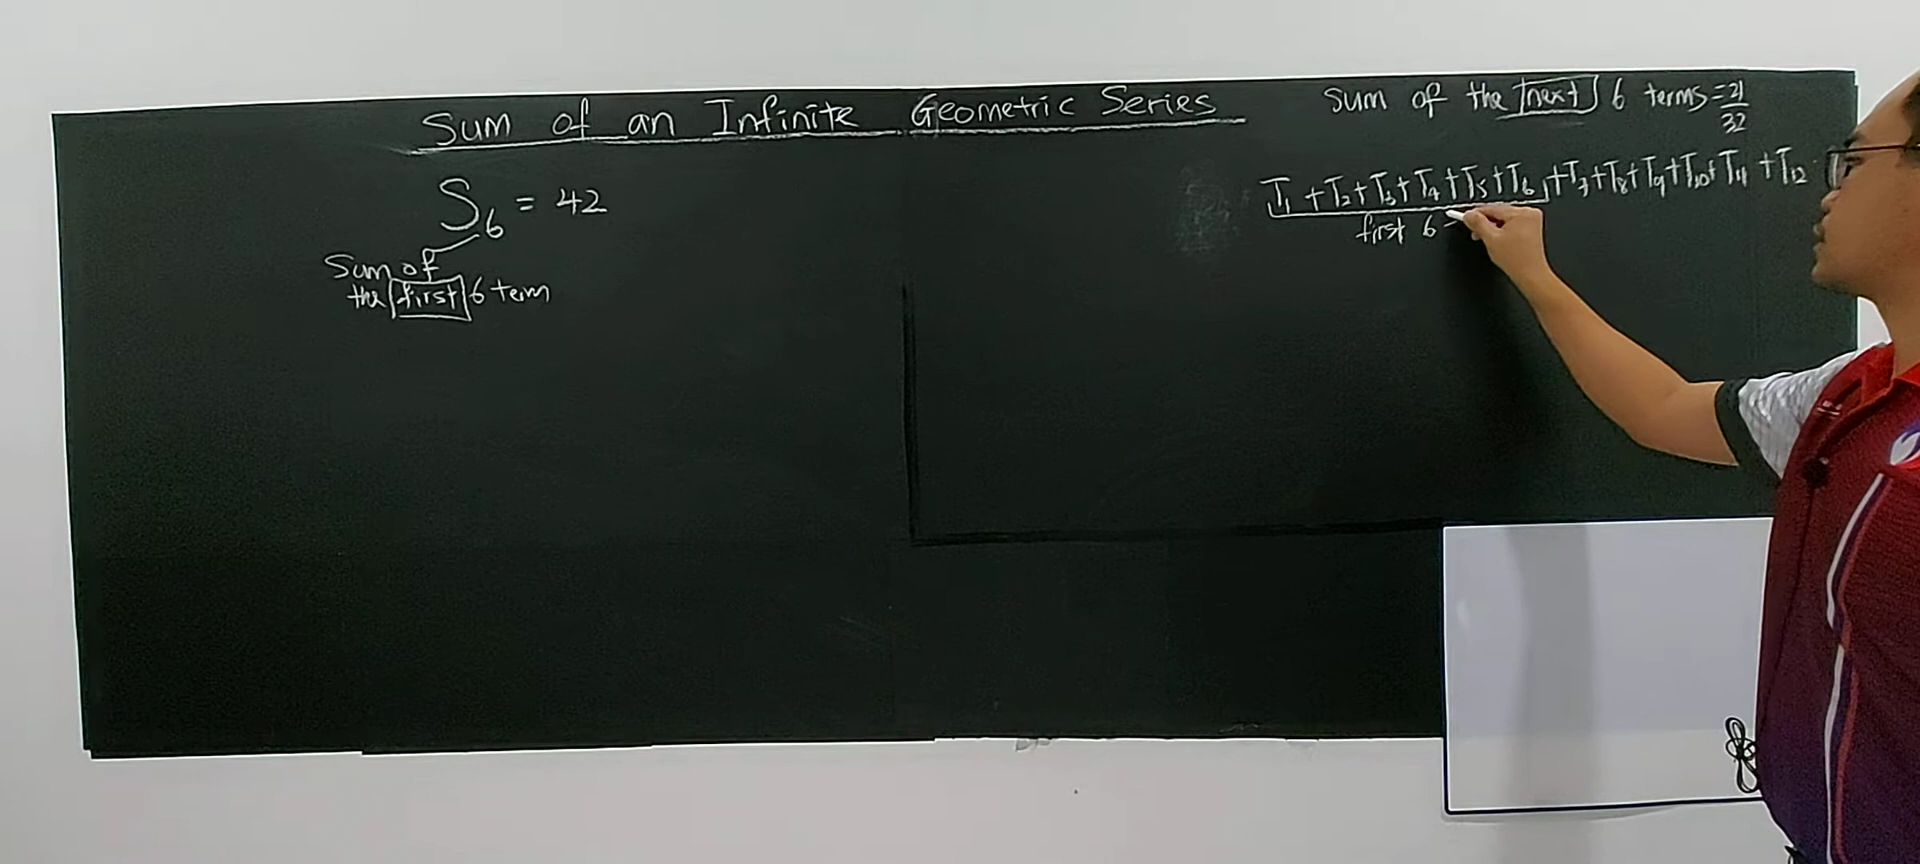 Sum of an Infinite Geometric Series
S₆ = 42
Sum of
the first 6 term
Sum of the next 6 terms = 21/32
T₁ + T₂ + T₃ + T₄ + T₅ + T₆ + T₇ + T₈ + T₉ + T₁₀ + T₁₁ + T₁₂
first 6